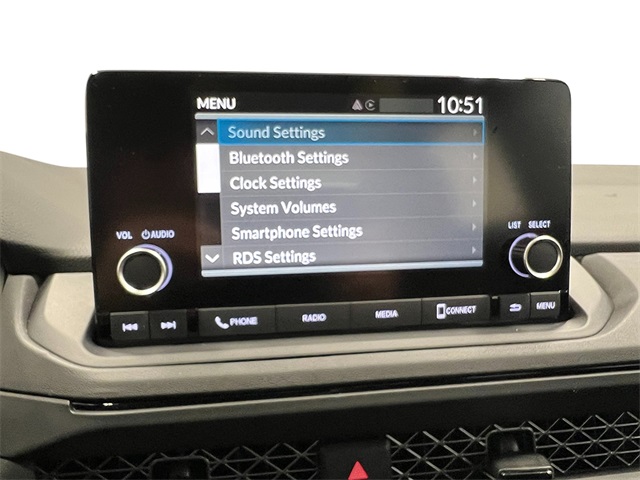 MENU 10:51
Sound Settings
Bluetooth Settings
Clock Settings
System Volumes
Smartphone Settings
RDS Settings
VOL AUDIO
LIST SELECT
PHONE RADIO MEDIA CONNECT MENU